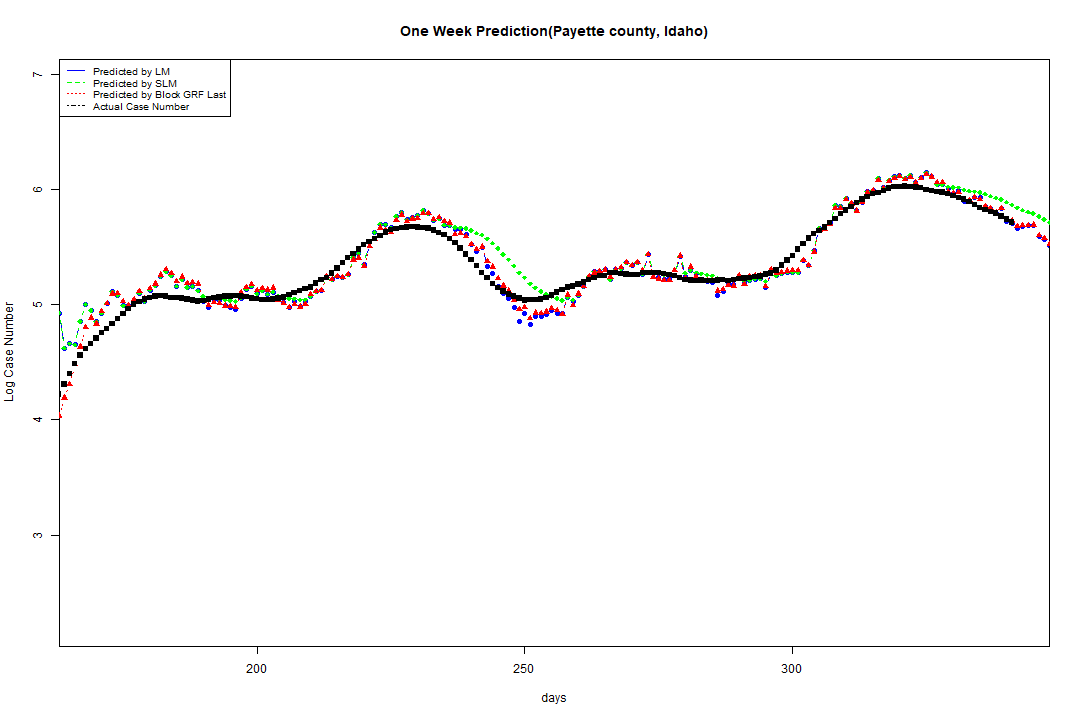 One Week Prediction(Payette county, Idaho)
Predicted by LM
Predicted by SLM
Predicted by Block GRF Last
Actual Case Number
7
6
5
4
3
Log Case Number
200 250 300
days